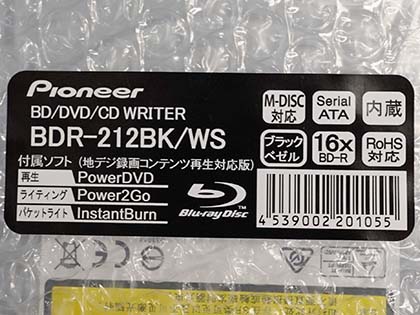 Pioneer
BD/DVD/CD WRITER
BDR-212BK/WS
付属ソフト (地デジ録画コンテンツ再生対応版)
再生 PowerDVD
ライティング Power2Go
パケットライト InstantBurn
M-DISC
対応
Serial
ATA
内蔵
ブラック
ベゼル
16x
BD-R
RoHS
対応
Blu-ray Disc
4 539002 201055